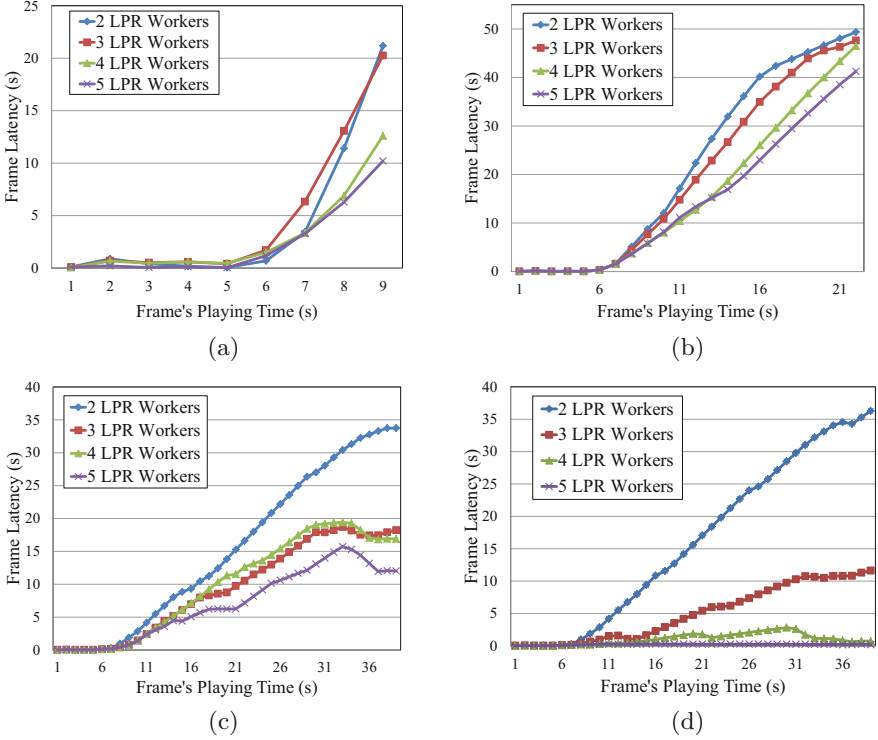 25
20
15
10
5
0
Frame Latency (s)
2 LPR Workers
3 LPR Workers
4 LPR Workers
5 LPR Workers
1 2 3 4 5 6 7 8 9
Frame's Playing Time (s)
(a)
50
40
30
20
10
0
Frame Latency (s)
2 LPR Workers
3 LPR Workers
4 LPR Workers
5 LPR Workers
1 6 11 16 21
Frame's Playing Time (s)
(b)
40
35
30
25
20
15
10
5
0
Frame Latency (s)
2 LPR Workers
3 LPR Workers
4 LPR Workers
5 LPR Workers
1 6 11 16 21 26 31 36
Frame's Playing Time (s)
(c)
40
35
30
25
20
15
10
5
0
Frame Latency (s)
2 LPR Workers
3 LPR Workers
4 LPR Workers
5 LPR Workers
1 6 11 16 21 26 31 36
Frame's Playing Time (s)
(d)